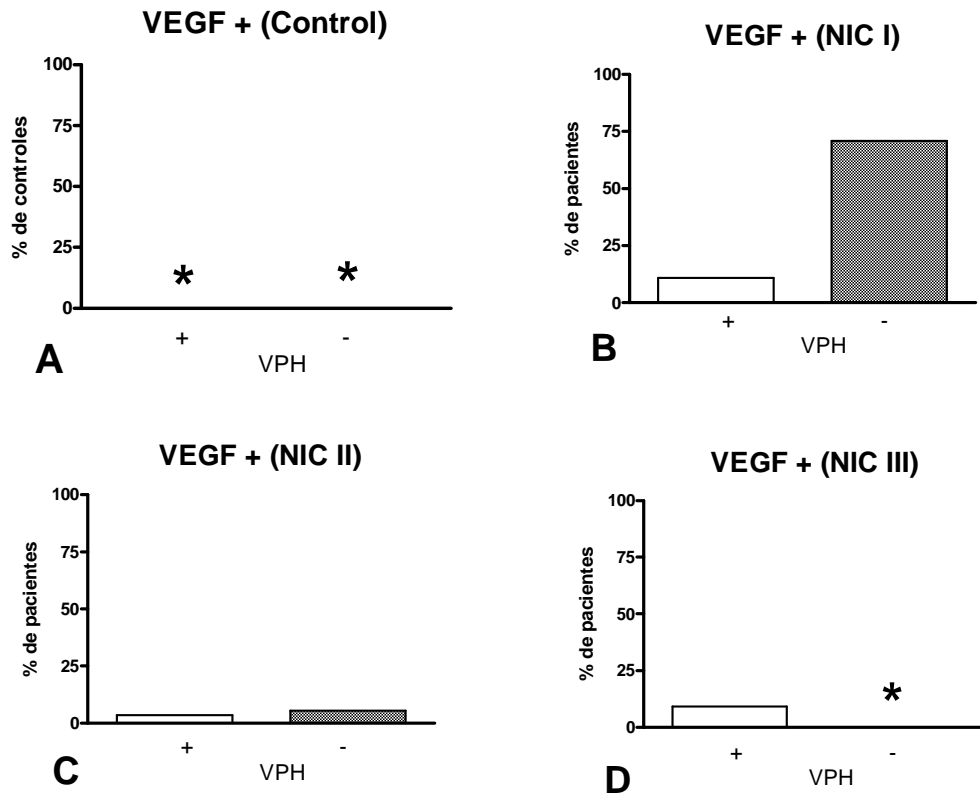 VEGF + (Control)
100
75
50
25
0
% de controles
*
*
+
-
VPH
A
VEGF + (NIC I)
100
75
50
25
0
% de pacientes
+
-
VPH
B
VEGF + (NIC II)
100
75
50
25
0
% de pacientes
+
-
VPH
C
VEGF + (NIC III)
100
75
50
25
0
% de pacientes
*
+
-
VPH
D